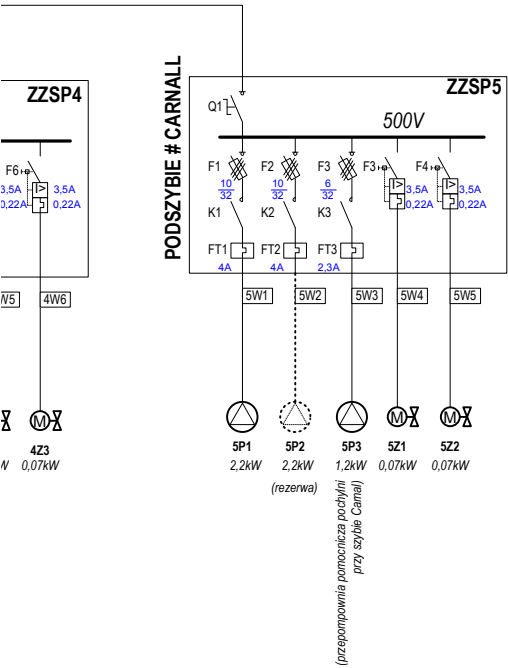 ZZSP4
F6
3,5A
0,22A
3,5A
0,22A
W5
4W6
M
4Z3
W
0,07kW
PODSZYBIE # CARNALL
ZZSP5
Q1
500V
F1
10
32
F2
10
32
F3
6
32
F3
I>
3,5A
0,22A
F4
I>
3,5A
0,22A
I>
K1
K2
K3
FT1
4A
FT2
4A
FT3
2,3A
5W1
5W2
5W3
5W4
5W5
M
M
5P1
2,2kW
5P2
2,2kW
(rezerwa)
5P3
1,2kW
5Z1
0,07kW
5Z2
0,07kW
(przepompownia pomocnicza pochylni
przy szybie Carnal)